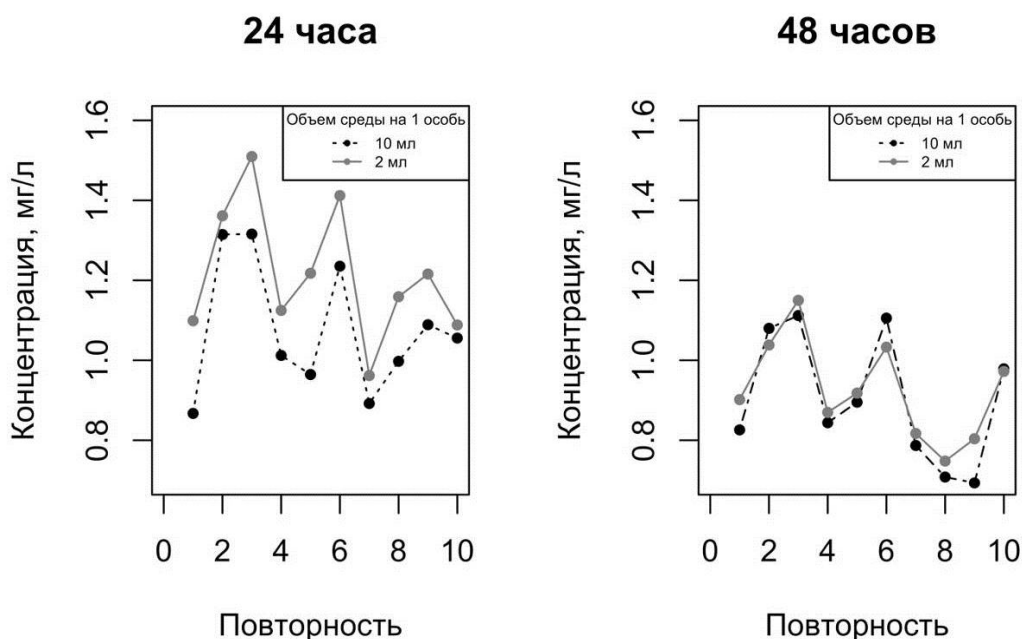 24 часа
48 часов
Концентрация, мг/л
1.6
1.4
1.2
1.0
0.8
Объем среды на 1 особь
10 мл
2 мл
0 2 4 6 8 10
Повторность
Концентрация, мг/л
1.6
1.4
1.2
1.0
0.8
Объем среды на 1 особь
10 мл
2 мл
0 2 4 6 8 10
Повторность